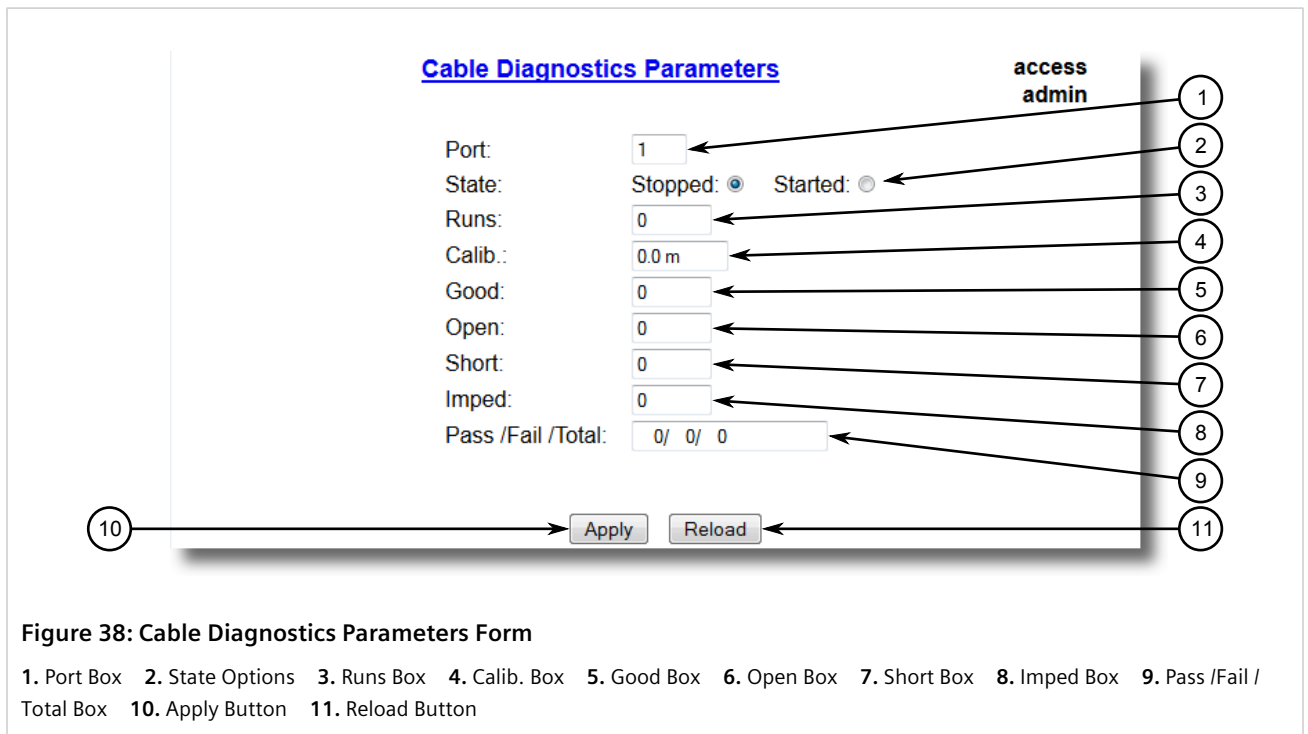 Cable Diagnostics Parameters
access
admin
1
Port: 1
2
State: Stopped: Started:
3
Runs: 0
4
Calib.: 0.0 m
5
Good: 0
6
Open: 0
7
Short: 0
8
Imped: 0
Pass /Fail /Total: 0/ 0/ 0
9
10
Apply Reload
11
Figure 38: Cable Diagnostics Parameters Form
1. Port Box 2. State Options 3. Runs Box 4. Calib. Box 5. Good Box 6. Open Box 7. Short Box 8. Imped Box 9. Pass /Fail /
Total Box 10. Apply Button 11. Reload Button